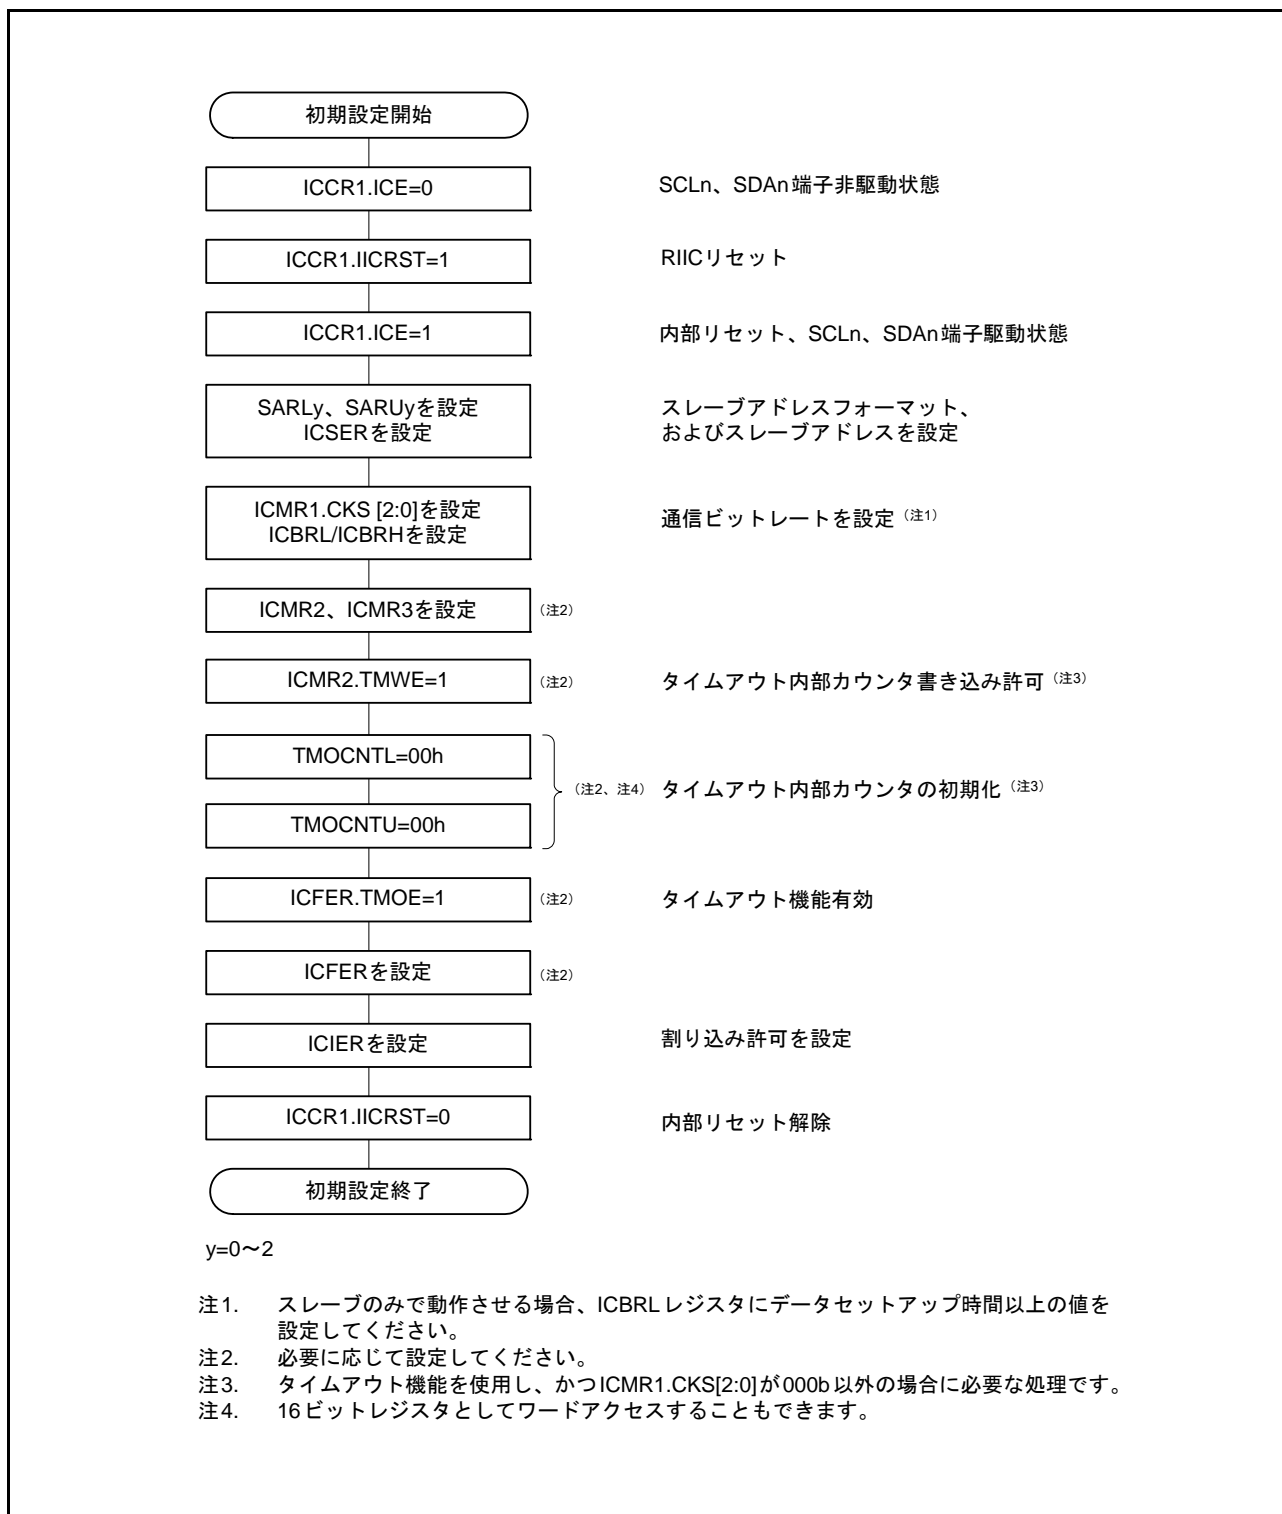 初期設定開始
ICCR1.ICE=0
SCLn、SDAn端子非駆動状態
ICCR1.IICRST=1
RIICリセット
ICCR1.ICE=1
内部リセット、SCLn、SDAn端子駆動状態
SARLy、SARUyを設定
ICSERを設定
スレーブアドレスフォーマット、
およびスレーブアドレスを設定
ICMR1.CKS [2:0]を設定
ICBRL/ICBRHを設定
通信ビットレートを設定（注1）
ICMR2、ICMR3を設定
（注2）
ICMR2.TMWE=1
（注2）
タイムアウト内部カウンタ書き込み許可（注3）
TMOCNTL=00h
TMOCNTU=00h
（注2、注4）
タイムアウト内部カウンタの初期化（注3）
ICFER.TMOE=1
（注2）
タイムアウト機能有効
ICFERを設定
（注2）
ICIERを設定
割り込み許可を設定
ICCR1.IICRST=0
内部リセット解除
初期設定終了
y=0〜2
注1. スレーブのみで動作させる場合、ICBRLレジスタにデータセットアップ時間以上の値を
設定してください。
注2. 必要に応じて設定してください。
注3. タイムアウト機能を使用し、かつICMR1.CKS[2:0]が000b以外の場合に必要な処理です。
注4. 16ビットレジスタとしてワードアクセスすることもできます。